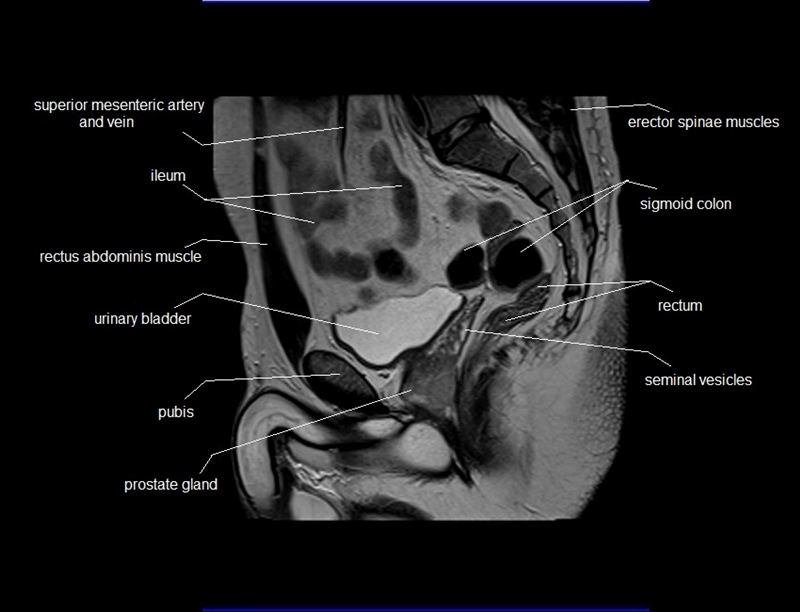 superior mesenteric artery
and vein
ileum
rectus abdominis muscle
urinary bladder
pubis
prostate gland
erector spinae muscles
sigmoid colon
rectum
seminal vesicles